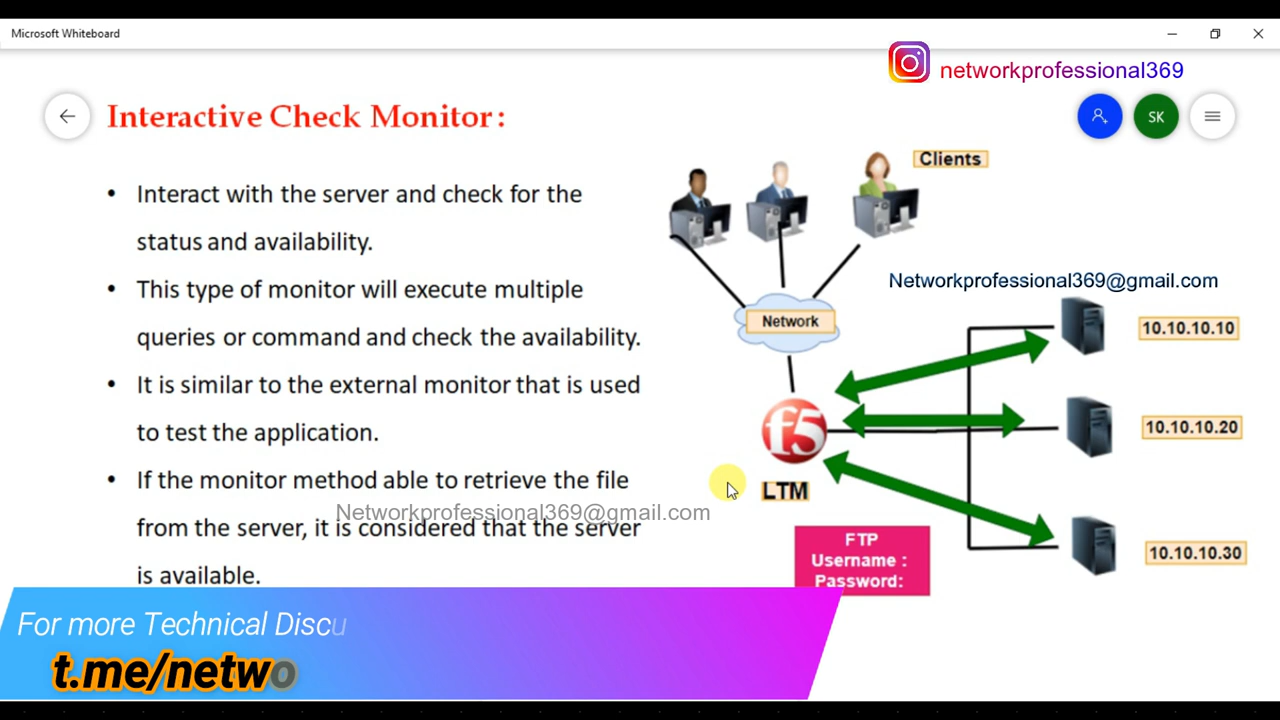 Microsoft Whiteboard
networkprofessional369
Interactive Check Monitor:
SK
Clients
• Interact with the server and check for the
status and availability.
• This type of monitor will execute multiple
queries or command and check the availability.
• It is similar to the external monitor that is used
to test the application.
• If the monitor method able to retrieve the file
from the server, it is considered that the server
is available.
Networkprofessional369@gmail.com
Networkprofessional369@gmail.com
Network
10.10.10.10
f5
10.10.10.20
LTM
10.10.10.30
FTP
Username :
Password:
For more Technical Discu
t.me/netwo